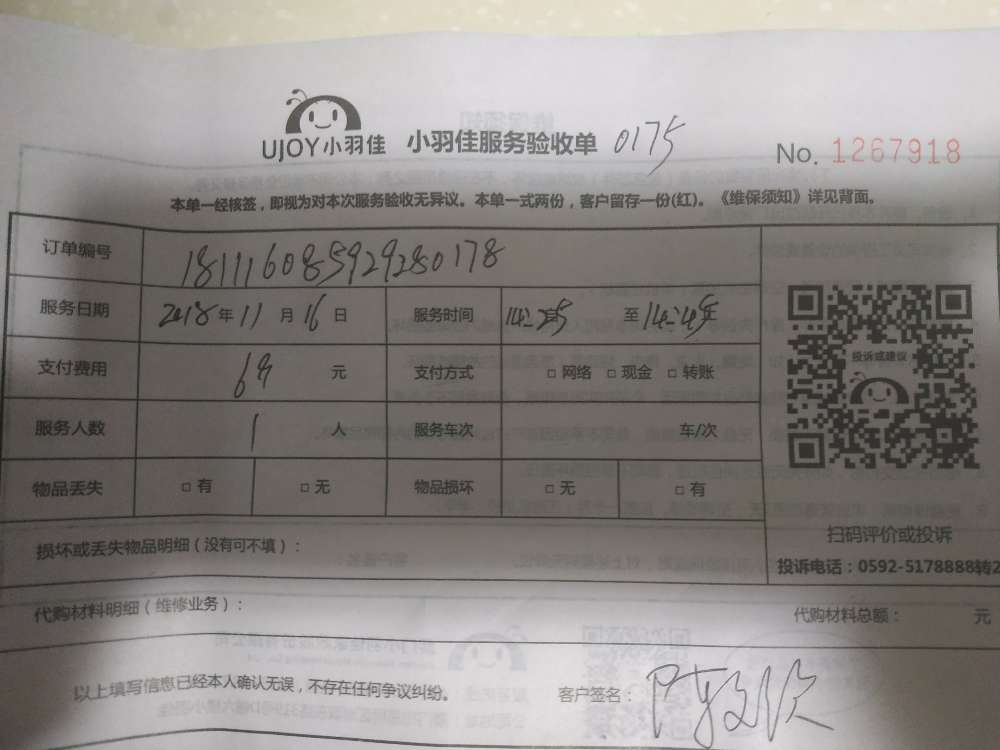 UJOY小羽佳 小羽佳服务验收单 0175 No. 1267918
本单一经核签，即视为对本次服务验收无异议。本单一式两份，客户留存一份(红)。《维保须知》详见背面。
订单编号 181116085929280178
服务日期 2018年11月16日 服务时间 14:25 至 14:45
支付费用 69 元 支付方式 □ 网络 □ 现金 □ 转账
投诉或建议
服务人数 1 人 服务车次 车/次
物品丢失 □ 有 □ 无 物品损坏 □ 无 □ 有
扫码评价或投诉
损坏或丢失物品明细（没有可不填）：
投诉电话：0592-5178888转2
代购材料明细（维修业务）： 代购材料总额： 元
以上填写信息已经本人确认无误，不存在任何争议纠纷。 客户签名：